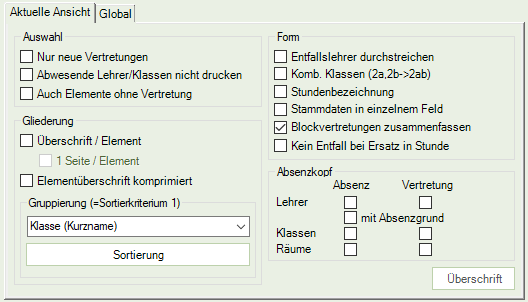 Aktuelle Ansicht Global
Auswahl
Nur neue Vertretungen
Abwesende Lehrer/Klassen nicht drucken
Auch Elemente ohne Vertretung
Gliederung
Überschrift / Element
1 Seite / Element
Elementüberschrift komprimiert
Gruppierung (=Sortierkriterium 1)
Klasse (Kurzname)
Sortierung
Form
Entfallslehrer durchstreichen
Komb. Klassen (2a,2b->2ab)
Stundenbezeichnung
Stammdaten in einzelnem Feld
Blockvertretungen zusammenfassen
Kein Entfall bei Ersatz in Stunde
Absenzkopf
Absenz Vertretung
Lehrer
mit Absenzgrund
Klassen
Räume
Überschrift